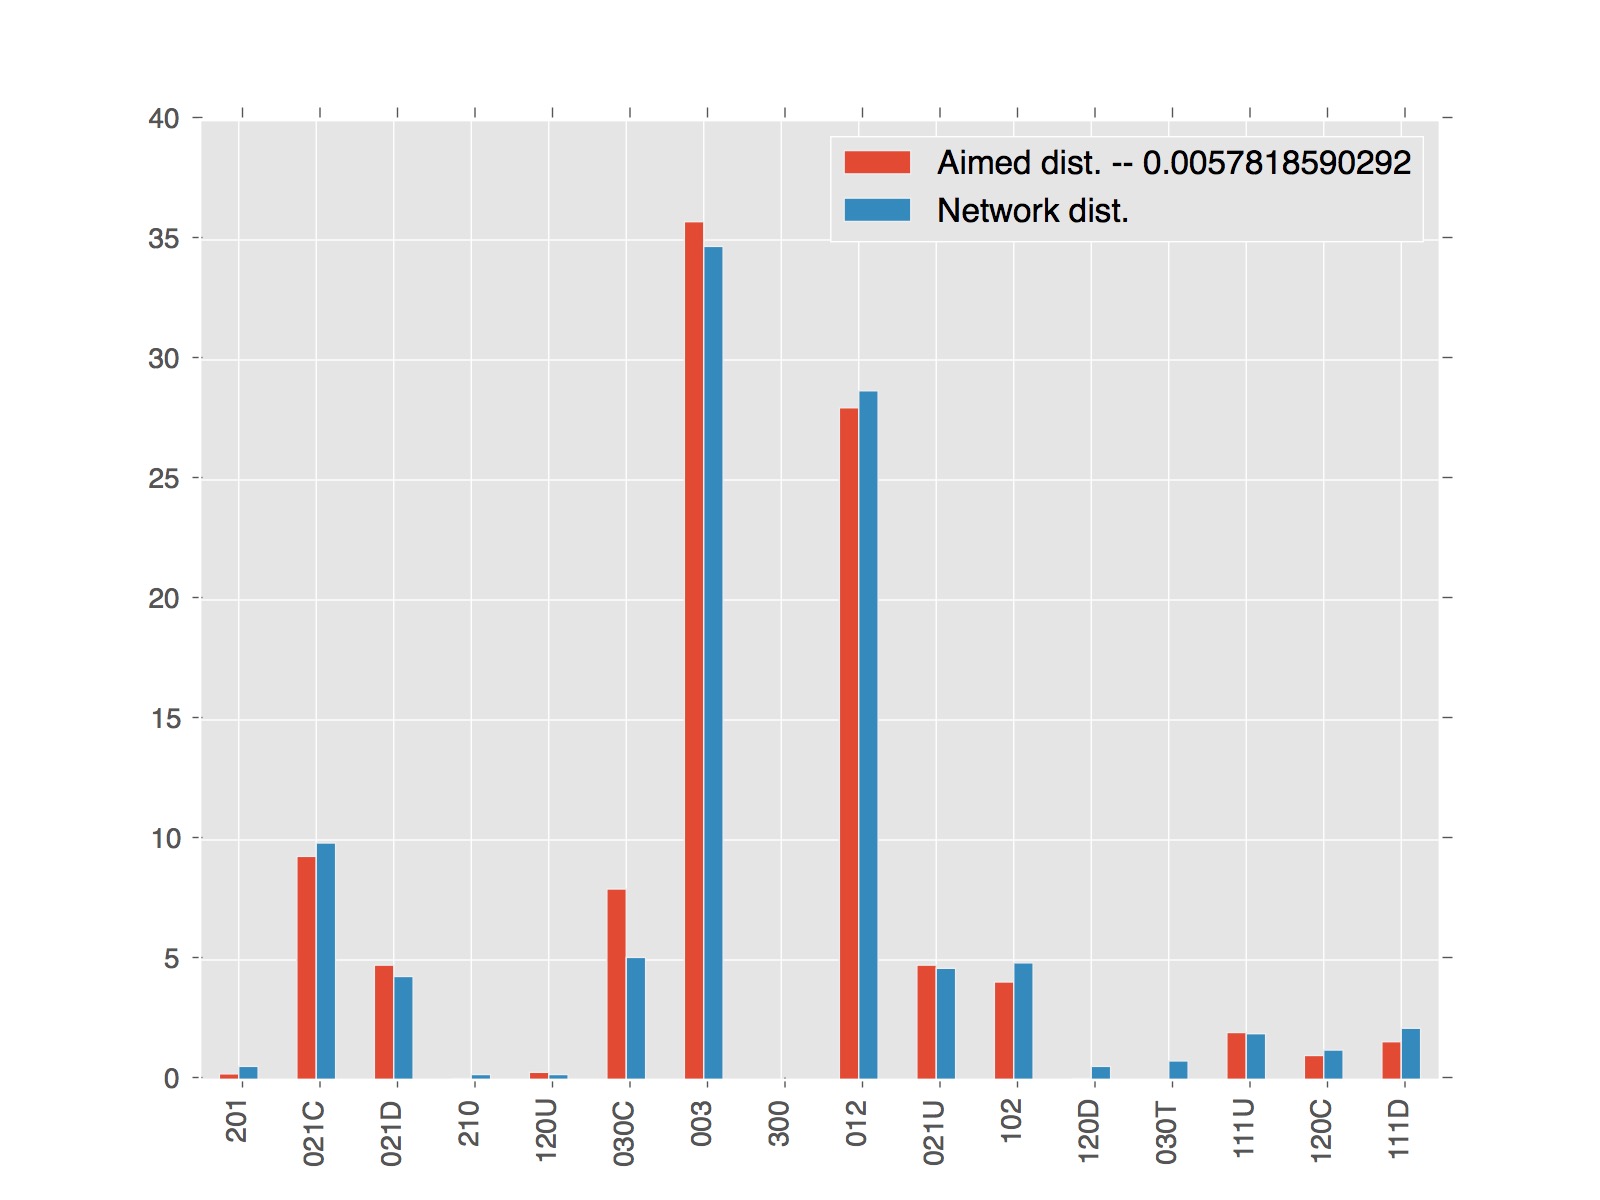 40
35
30
25
20
15
10
5
0
Aimed dist. -- 0.0057818590292
Network dist.
201
021C
021D
210
120U
030C
003
300
012
021U
102
120D
030T
111U
120C
111D